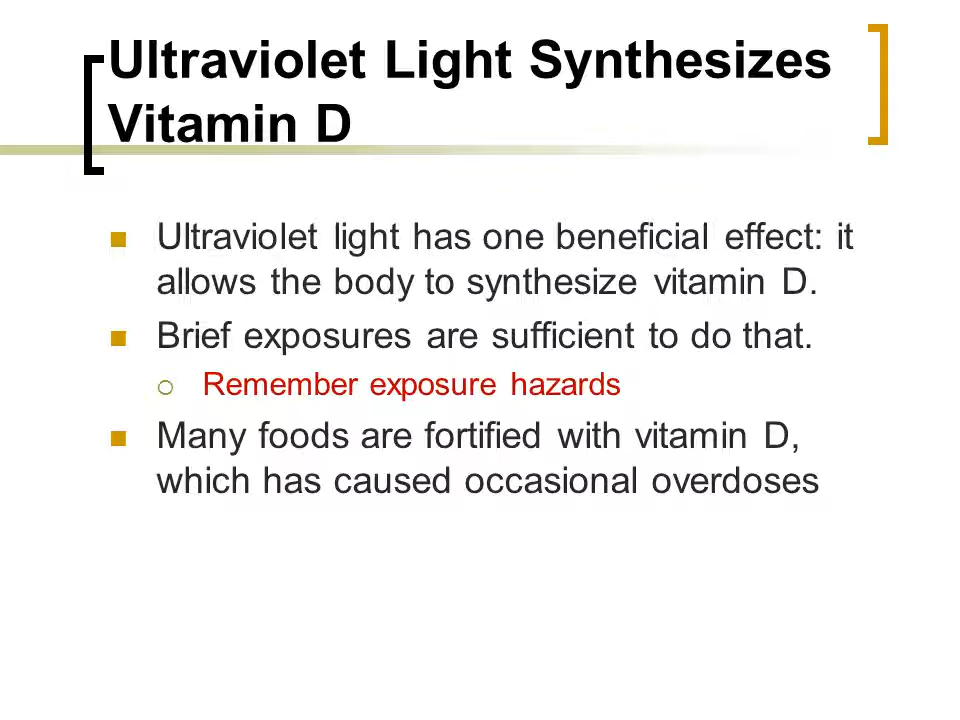 Ultraviolet Light Synthesizes
Vitamin D
Ultraviolet light has one beneficial effect: it
allows the body to synthesize vitamin D.
Brief exposures are sufficient to do that.
Remember exposure hazards
Many foods are fortified with vitamin D,
which has caused occasional overdoses